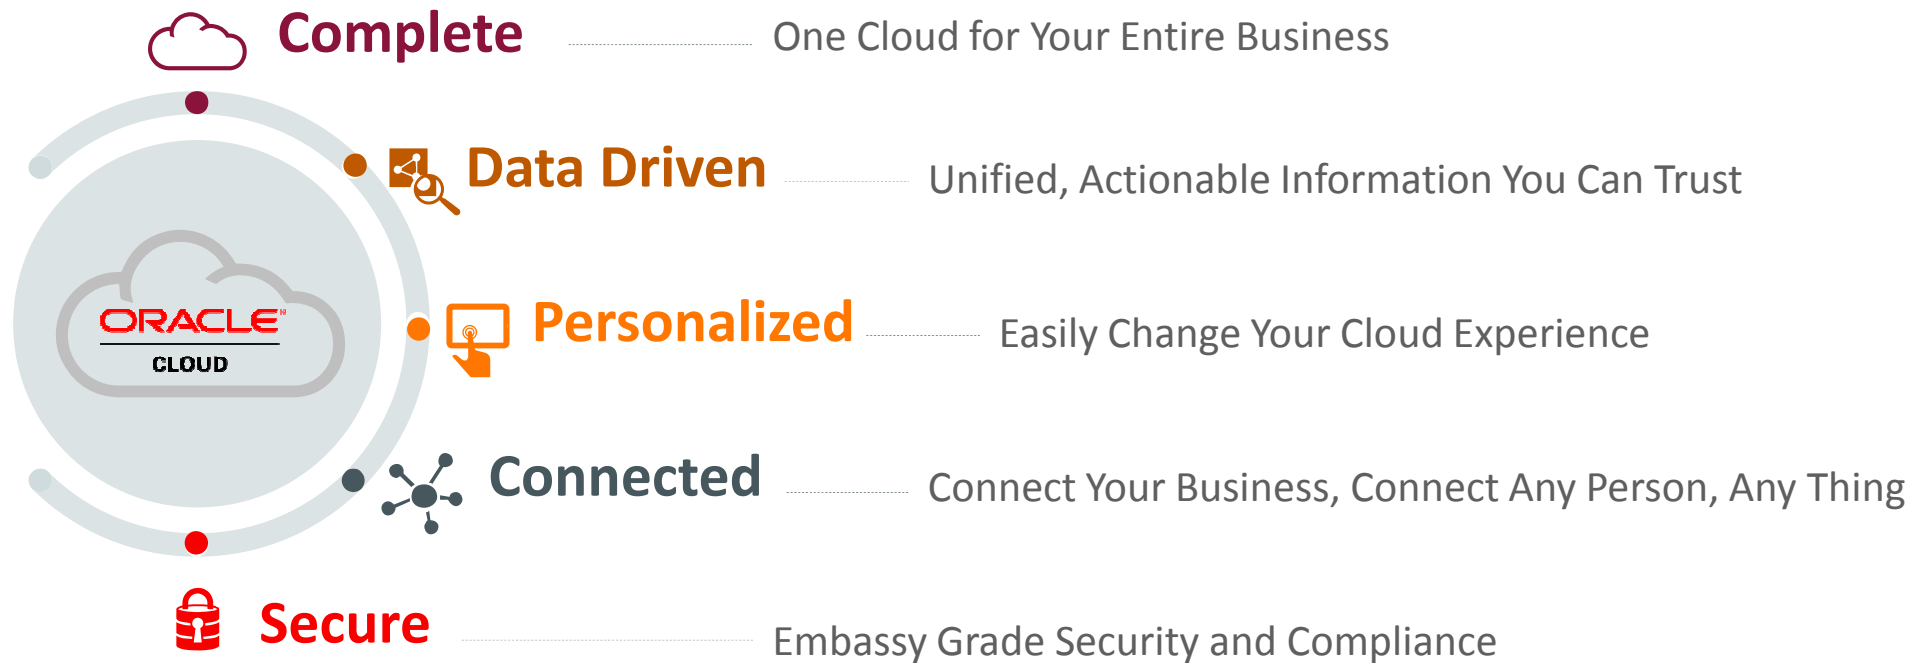 Complete
One Cloud for Your Entire Business
Data Driven
Unified, Actionable Information You Can Trust
ORACLE
CLOUD
Personalized
Easily Change Your Cloud Experience
Connected
Connect Your Business, Connect Any Person, Any Thing
Secure
Embassy Grade Security and Compliance